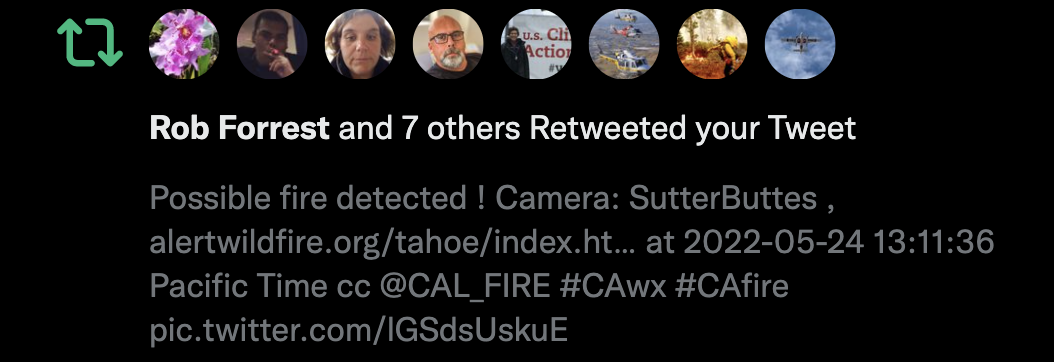 U.S. Cli
Action
Rob Forrest and 7 others Retweeted your Tweet
Possible fire detected ! Camera: SutterButtes ,
alertwildfire.org/tahoe/index.ht… at 2022-05-24 13:11:36
Pacific Time cc @CAL_FIRE #CAwx #CAfire
pic.twitter.com/lGSdsUskuE